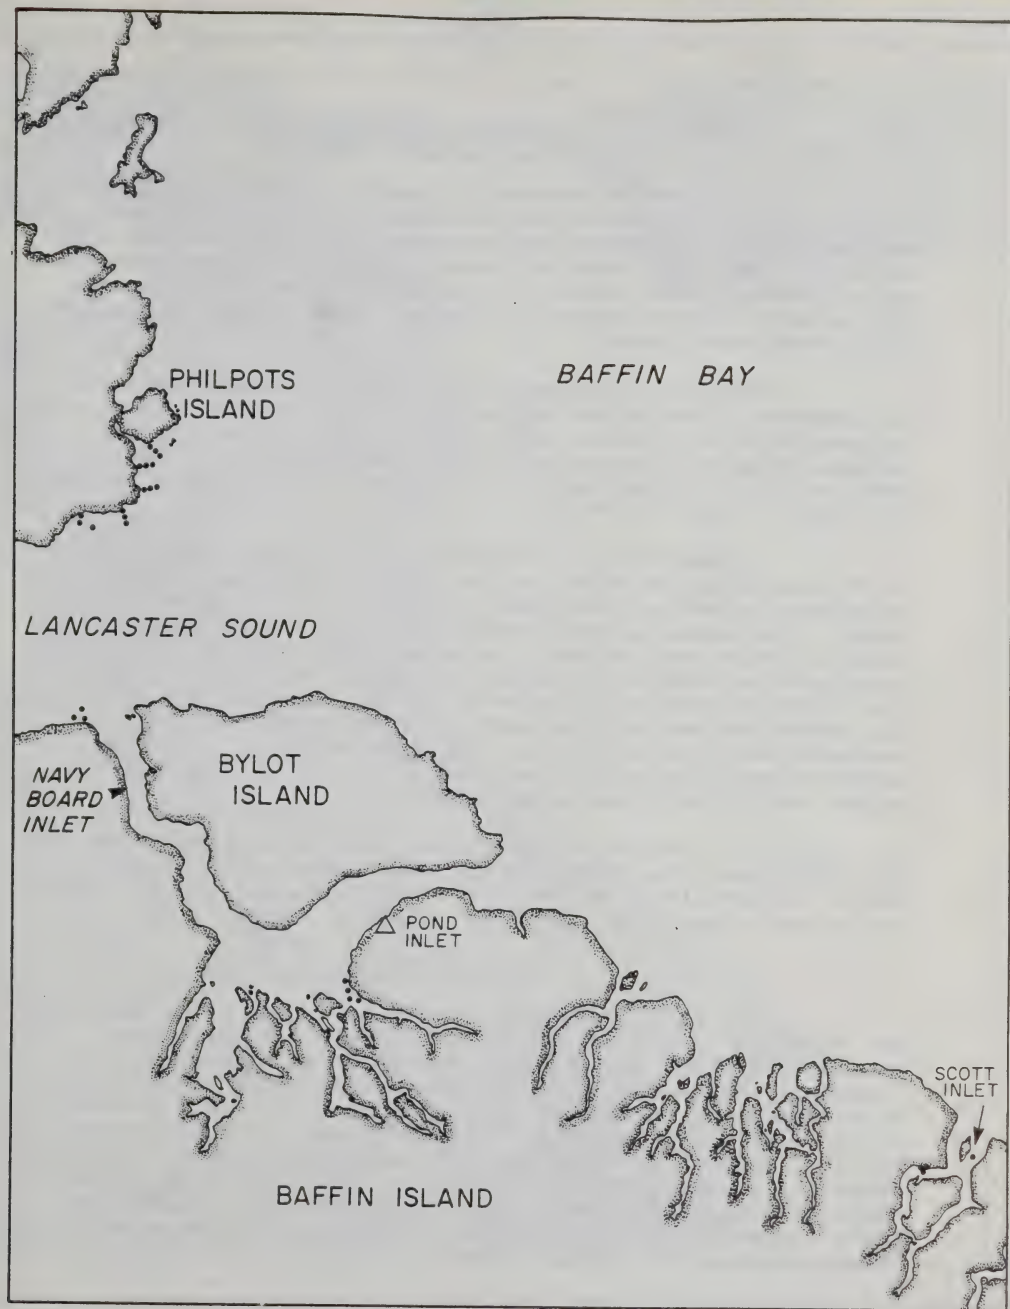 PHILPOTS
ISLAND
BAFFIN BAY
LANCASTER SOUND
NAVY
BOARD
INLET
BYLOT
ISLAND
POND
INLET
SCOTT
INLET
BAFFIN ISLAND